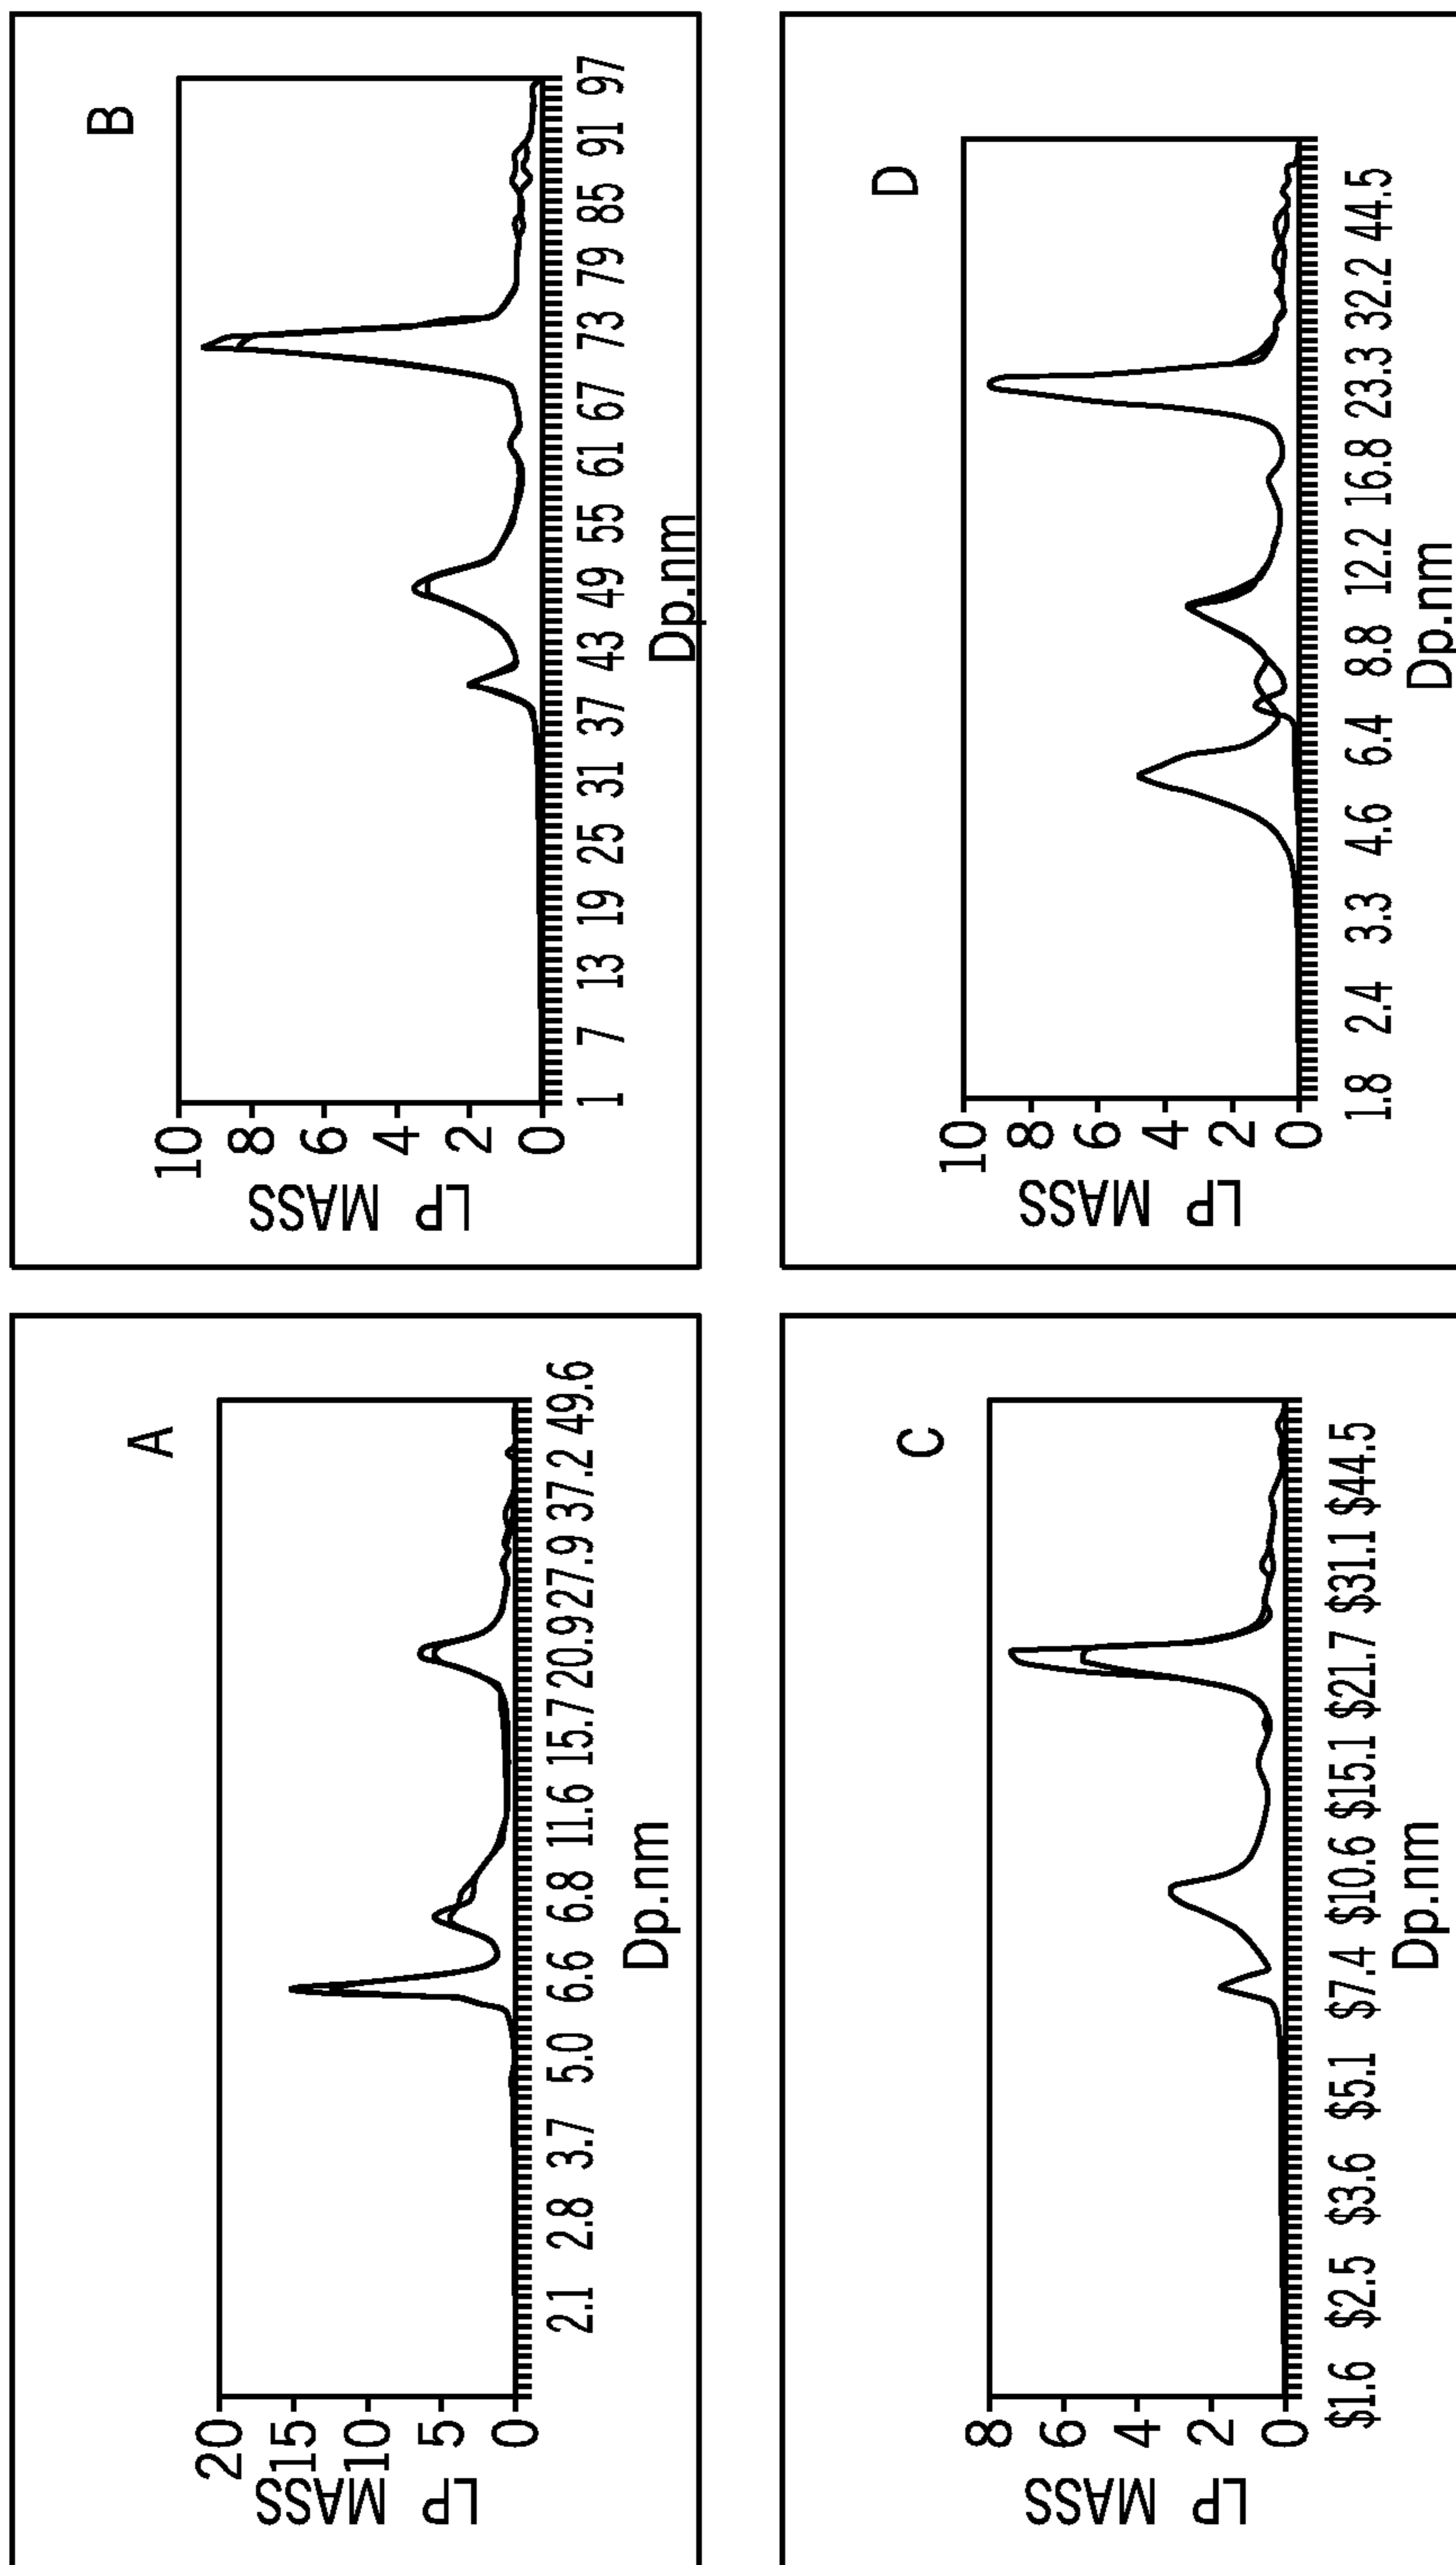 A
LP MASS
20
15
10
5
0
2.1 2.8 3.7 5.0 6.6 6.8 11.6 15.7 20.9 27.9 37.2 49.6
Dp.nm
B
LP MASS
10
8
6
4
2
0
1 7 13 19 25 31 37 43 49 55 61 67 73 79 85 91 97
Dp.nm
C
LP MASS
8
6
4
2
0
$1.6 $2.5 $3.6 $5.1 $7.4 $10.6 $15.1 $21.7 $31.1 $44.5
Dp.nm
D
LP MASS
10
8
6
4
2
0
1.8 2.4 3.3 4.6 6.4 8.8 12.2 16.8 23.3 32.2 44.5
Dp.nm